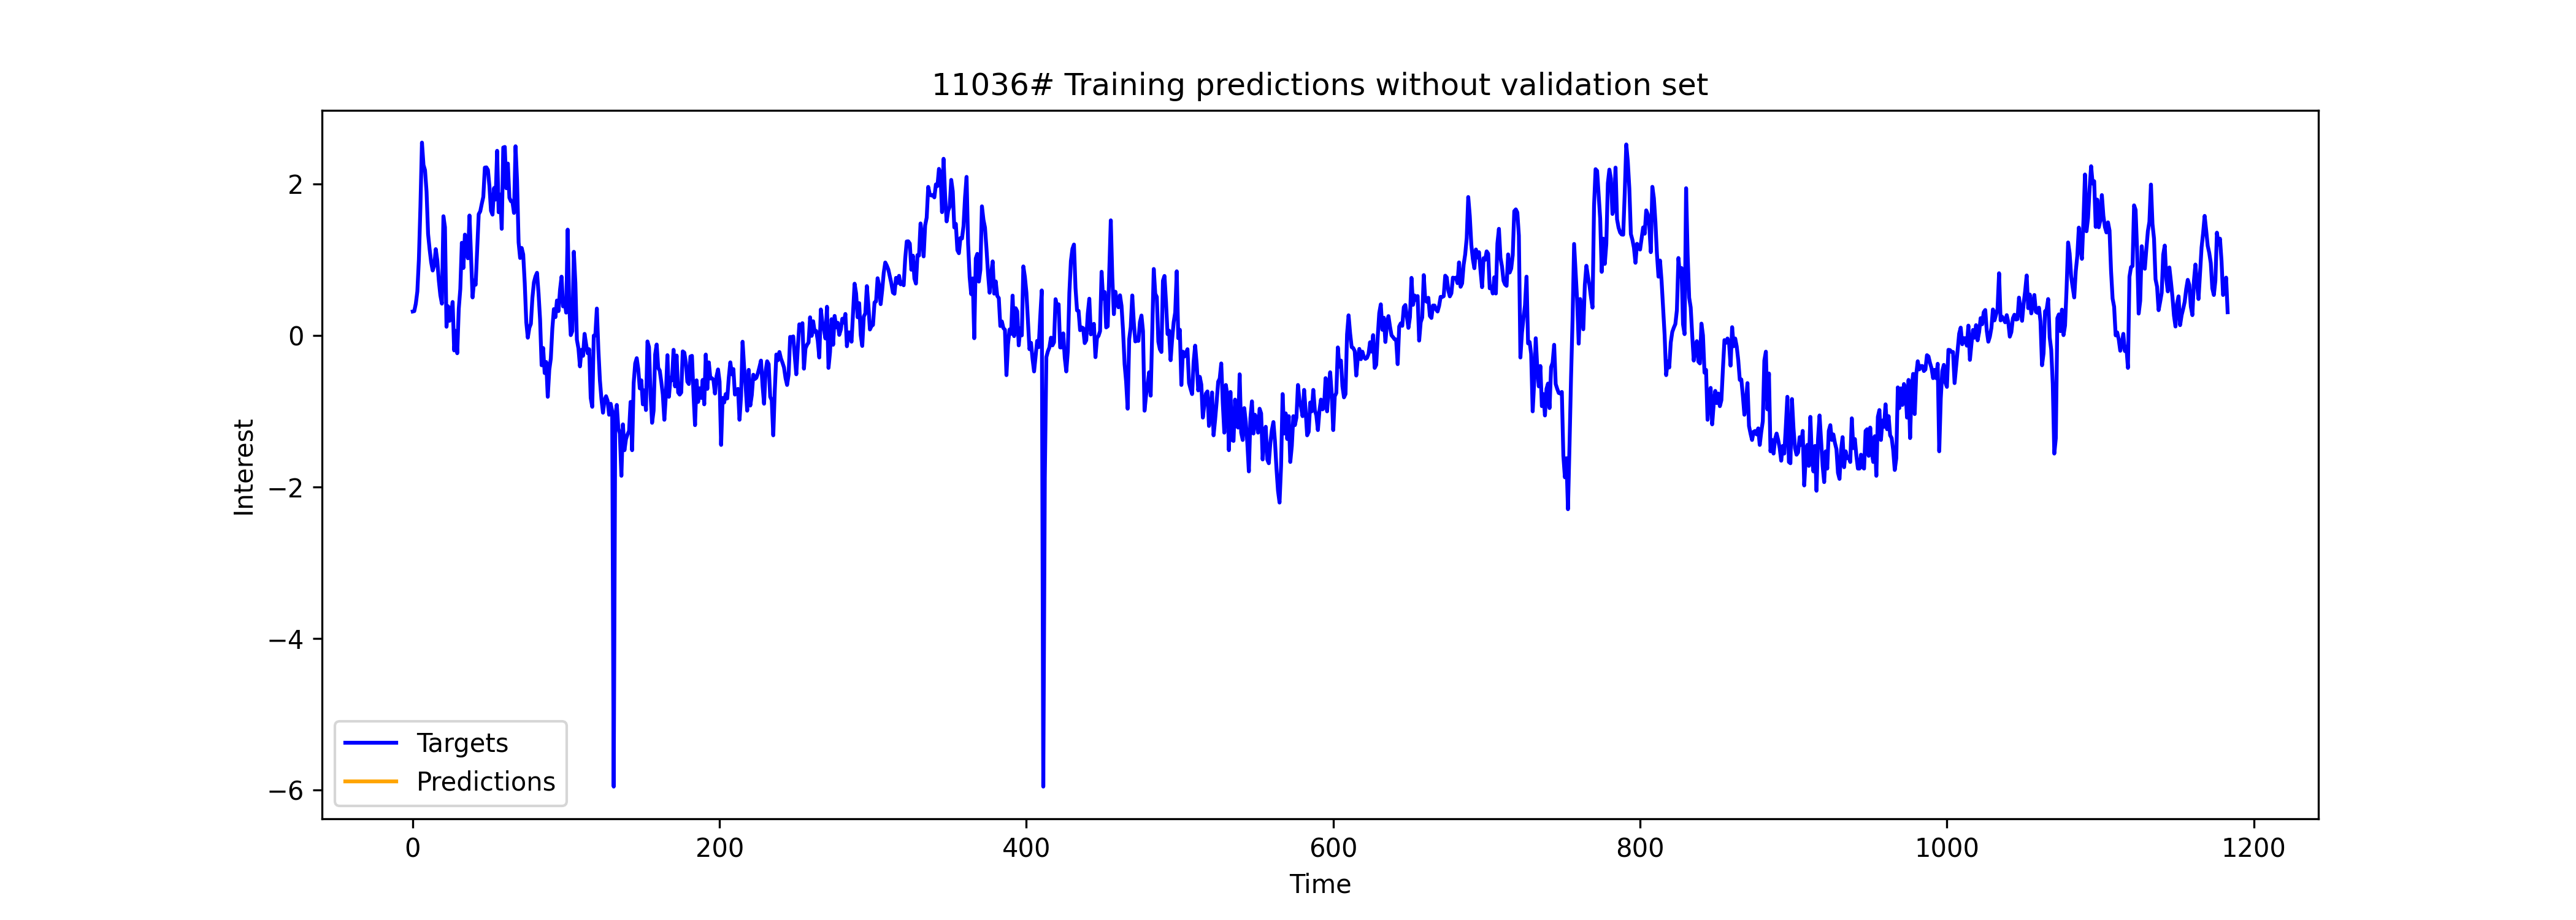 11036# Training predictions without validation set
Interest
2
0
−2
−4
−6
Targets
Predictions
0 200 400 600 800 1000 1200
Time